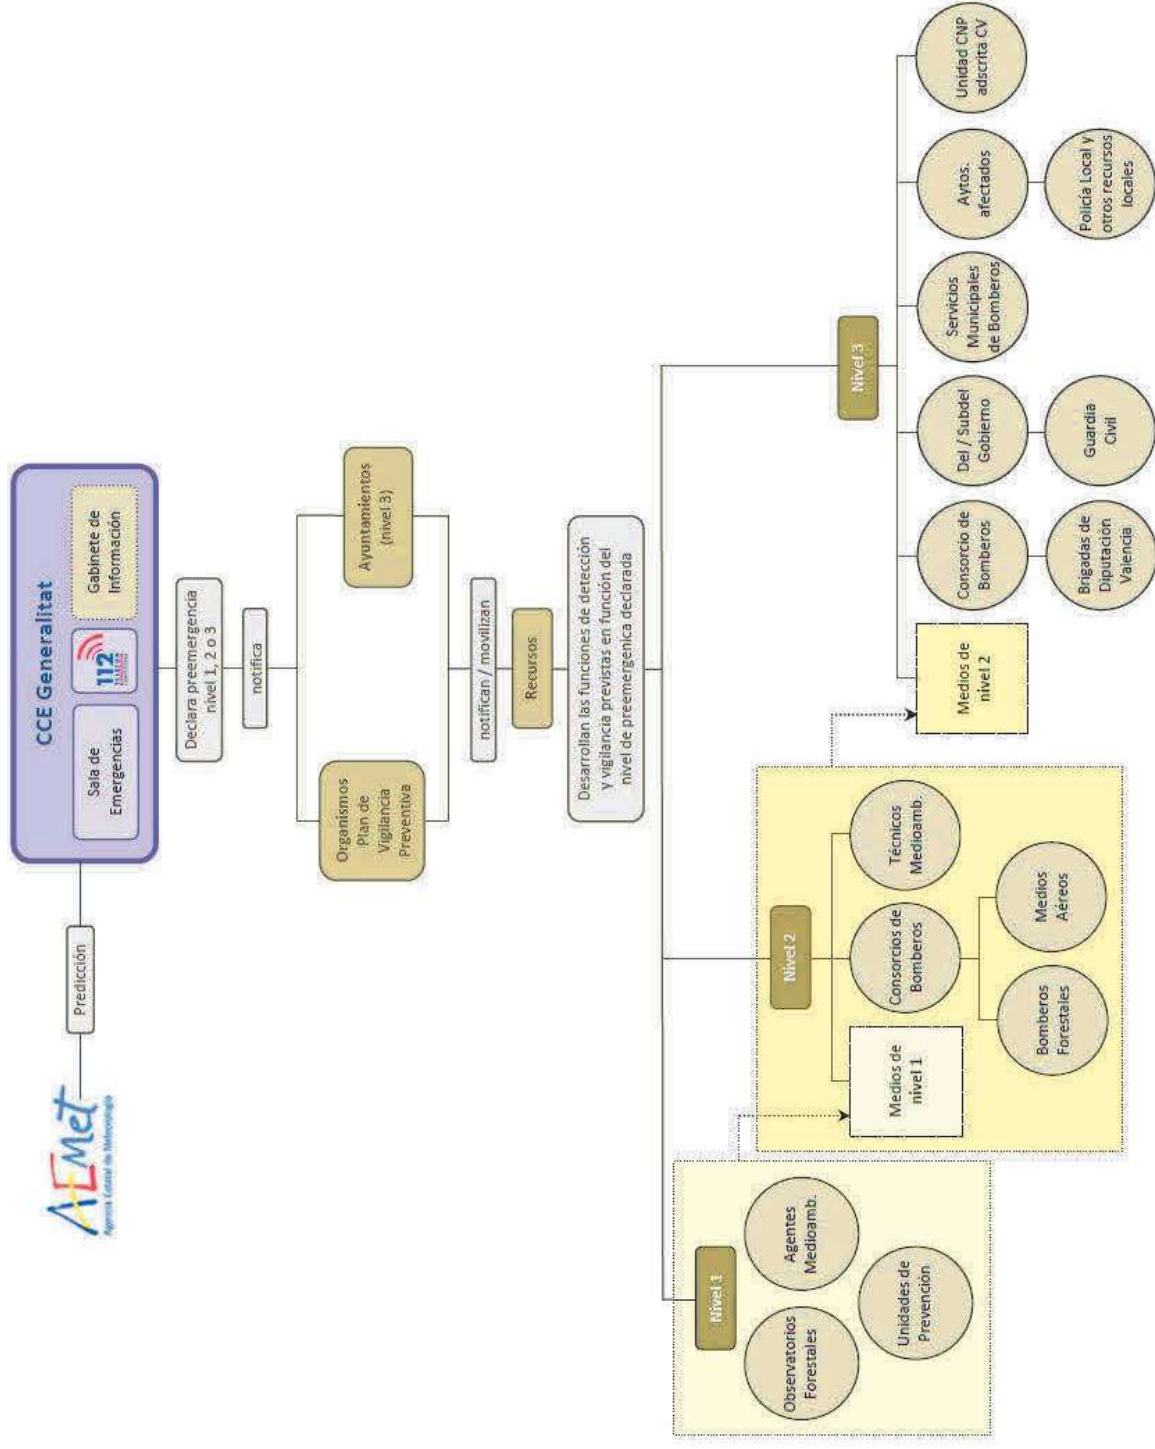 AEMet
Agencia Estatal de Meteorología
Predicción
CCE Generalitat
Sala de
Emergencias
112
Gabinete de
Información
Declara preemergencia
nivel 1, 2 o 3
notifica
Organismos
Plan de
Vigilancia
Preventiva
Ayuntamientos
(nivel 3)
notifican / movilizan
Recursos
Desarrollan las funciones de detección
y vigilancia previstas en función del
nivel de preemergenica declarada
Nivel 1
Observatorios
Forestales
Agentes
Medioamb.
Unidades de
Prevención
Nivel 2
Medios de
nivel 1
Consorcios de
Bomberos
Técnicos
Medioamb.
Bomberos
Forestales
Medios
Aéreos
Nivel 3
Medios de
nivel 2
Consorcio de
Bomberos
Del / Subdel
Gobierno
Servicios
Municipales
de Bomberos
Aytos.
afectados
Unidad CNP
adscrita CV
Brigadas de
Diputación
Valencia
Guardia
Civil
Policía Local y
otros recursos
locales